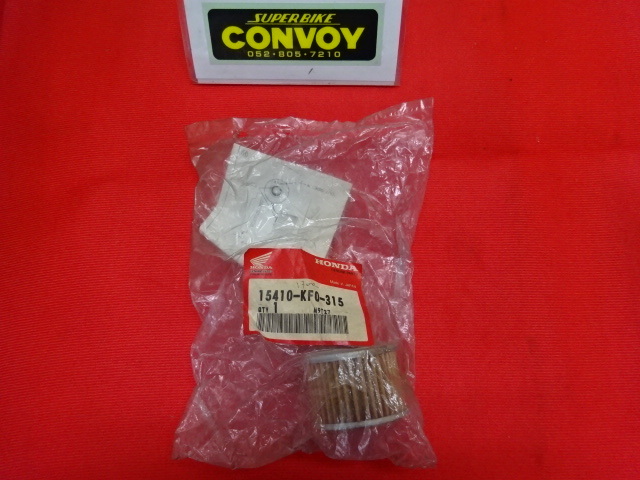 SUPERBIKE
CONVOY
052・805・7210
HONDA
HONDA
15410-KF0-315
QTY 1